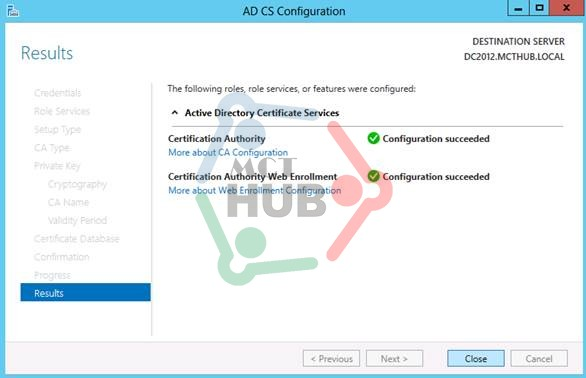 AD CS Configuration
Results
DESTINATION SERVER
DC2012.MCTHUB.LOCAL
Credentials
Role Services
Setup Type
CA Type
Private Key
Cryptography
CA Name
Validity Period
Certificate Database
Confirmation
Progress
Results
The following roles, role services, or features were configured:
Active Directory Certificate Services
Certification Authority Configuration succeeded
More about CA Configuration
Certification Authority Web Enrollment Configuration succeeded
More about Web Enrollment Configuration
MCT
HUB
< Previous Next > Close Cancel